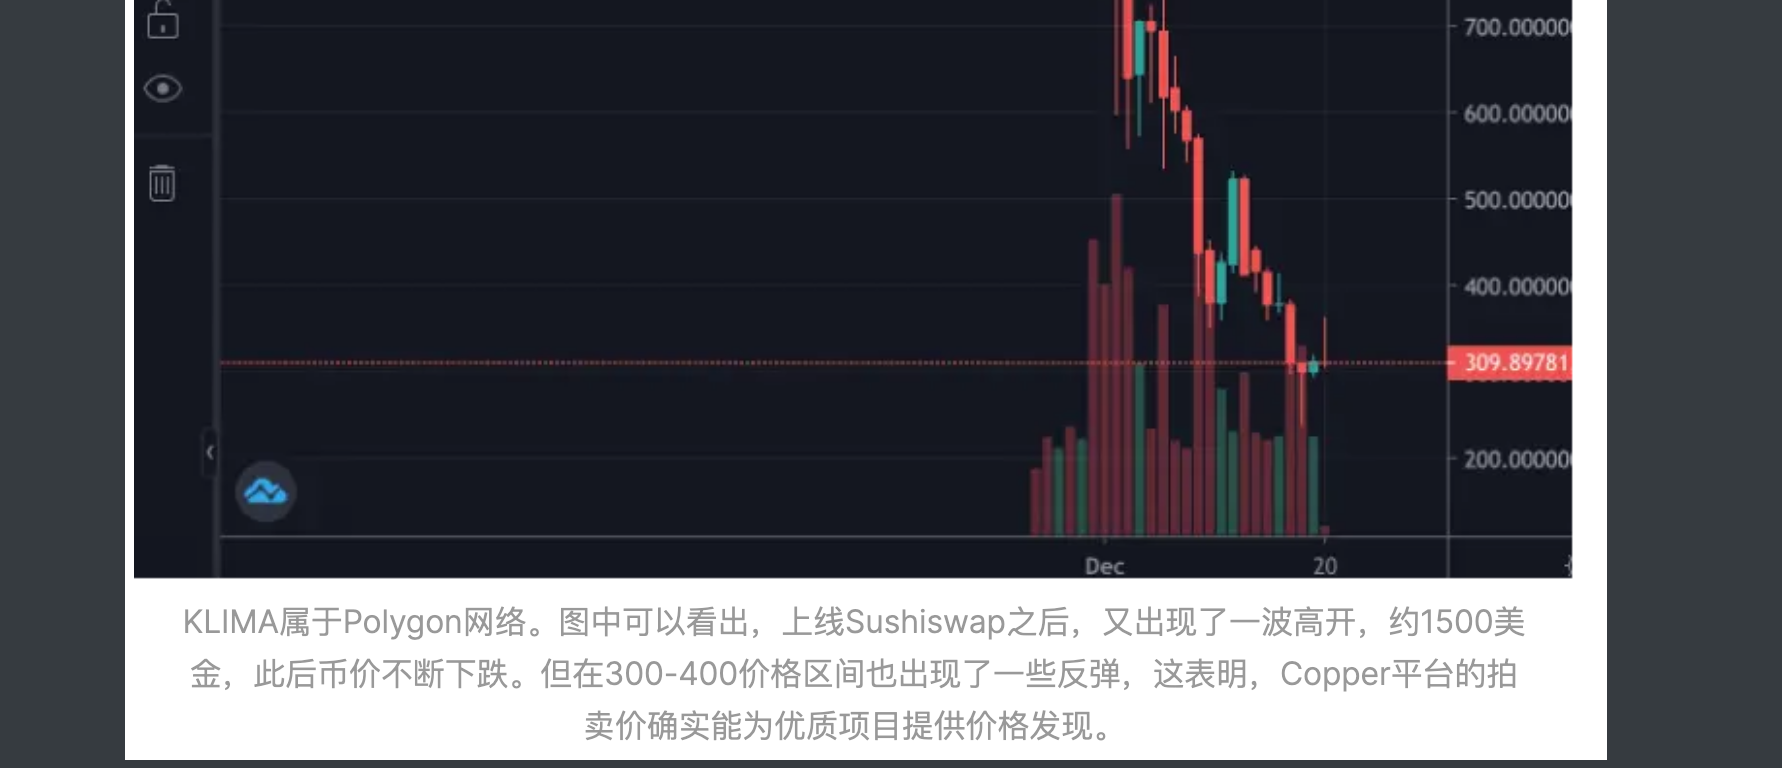 700.000000
600.000000
500.000000
400.000000
309.89781
200.000000
Dec 20
KLIMA属于Polygon网络。图中可以看出，上线Sushiswap之后，又出现了一波高开，约1500美
金，此后币价不断下跌。但在300-400价格区间也出现了一些反弹，这表明，Copper平台的拍
卖价确实能为优质项目提供价格发现。